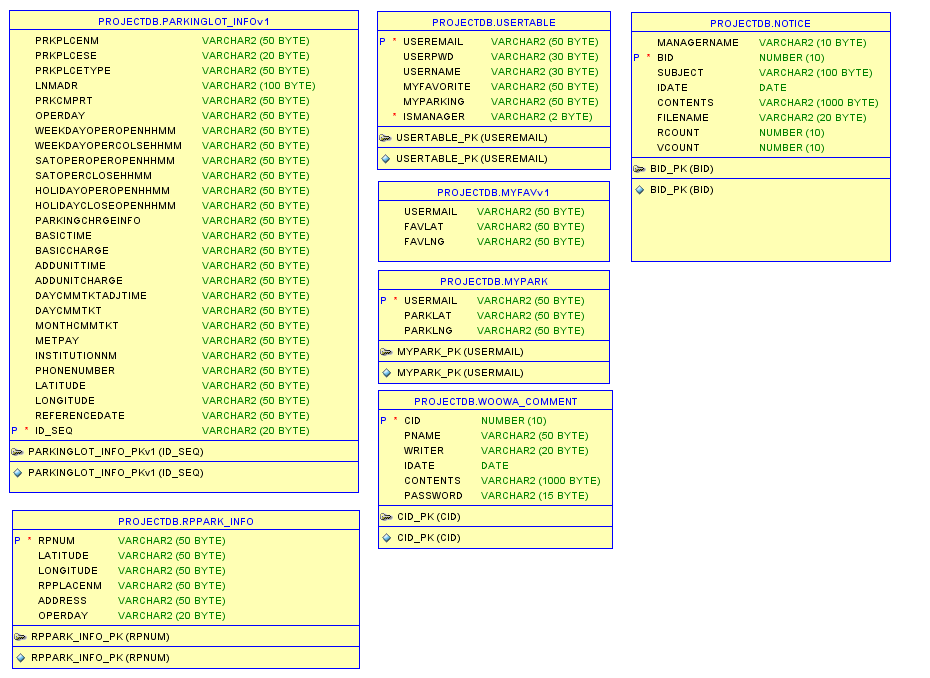 PROJECTDB.PARKINGLOT_INFOv1
PRKPLCENM VARCHAR2 (50 BYTE)
PRKPLCESE VARCHAR2 (20 BYTE)
PRKPLCETYPE VARCHAR2 (50 BYTE)
LNMADR VARCHAR2 (100 BYTE)
PRKCMPRT VARCHAR2 (50 BYTE)
OPERDAY VARCHAR2 (50 BYTE)
WEEKDAYOPEROPENHHMM VARCHAR2 (50 BYTE)
WEEKDAYOPERCOLSEHHMM VARCHAR2 (50 BYTE)
SATOPEROPEROPENHHMM VARCHAR2 (50 BYTE)
SATOPERCLOSEHHMM VARCHAR2 (50 BYTE)
HOLIDAYOPEROPENHHMM VARCHAR2 (50 BYTE)
HOLIDAYCLOSEOPENHHMM VARCHAR2 (50 BYTE)
PARKINGCHRGEINFO VARCHAR2 (50 BYTE)
BASICTIME VARCHAR2 (50 BYTE)
BASICCHARGE VARCHAR2 (50 BYTE)
ADDUNITTIME VARCHAR2 (50 BYTE)
ADDUNITCHARGE VARCHAR2 (50 BYTE)
DAYCMMTKTADJTIME VARCHAR2 (50 BYTE)
DAYCMMTKT VARCHAR2 (50 BYTE)
MONTHCMMTKT VARCHAR2 (50 BYTE)
METPAY VARCHAR2 (50 BYTE)
INSTITUTIONNM VARCHAR2 (50 BYTE)
PHONENUMBER VARCHAR2 (50 BYTE)
LATITUDE VARCHAR2 (50 BYTE)
LONGITUDE VARCHAR2 (50 BYTE)
REFERENCEDATE VARCHAR2 (50 BYTE)
P * ID_SEQ VARCHAR2 (20 BYTE)
PARKINGLOT_INFO_PKv1 (ID_SEQ)
PARKINGLOT_INFO_PKv1 (ID_SEQ)
PROJECTDB.RPPARK_INFO
P * RPNUM VARCHAR2 (50 BYTE)
LATITUDE VARCHAR2 (50 BYTE)
LONGITUDE VARCHAR2 (50 BYTE)
RPPLACENM VARCHAR2 (50 BYTE)
ADDRESS VARCHAR2 (50 BYTE)
OPERDAY VARCHAR2 (20 BYTE)
RPPARK_INFO_PK (RPNUM)
RPPARK_INFO_PK (RPNUM)
PROJECTDB.USERTABLE
P * USEREMAIL VARCHAR2 (50 BYTE)
USERPWD VARCHAR2 (30 BYTE)
USERNAME VARCHAR2 (30 BYTE)
MYFAVORITE VARCHAR2 (50 BYTE)
MYPARKING VARCHAR2 (50 BYTE)
* ISMANAGER VARCHAR2 (2 BYTE)
USERTABLE_PK (USEREMAIL)
USERTABLE_PK (USEREMAIL)
PROJECTDB.MYFAVv1
USERMAIL VARCHAR2 (50 BYTE)
FAVLAT VARCHAR2 (50 BYTE)
FAVLNG VARCHAR2 (50 BYTE)
PROJECTDB.MYPARK
P * USERMAIL VARCHAR2 (50 BYTE)
PARKLAT VARCHAR2 (50 BYTE)
PARKLNG VARCHAR2 (50 BYTE)
MYPARK_PK (USERMAIL)
MYPARK_PK (USERMAIL)
PROJECTDB.WOOWA_COMMENT
P * CID NUMBER (10)
PNAME VARCHAR2 (50 BYTE)
WRITER VARCHAR2 (20 BYTE)
IDATE DATE
CONTENTS VARCHAR2 (1000 BYTE)
PASSWORD VARCHAR2 (15 BYTE)
CID_PK (CID)
CID_PK (CID)
PROJECTDB.NOTICE
MANAGERNAME VARCHAR2 (10 BYTE)
P * BID NUMBER (10)
SUBJECT VARCHAR2 (100 BYTE)
IDATE DATE
CONTENTS VARCHAR2 (1000 BYTE)
FILENAME VARCHAR2 (20 BYTE)
RCOUNT NUMBER (10)
VCOUNT NUMBER (10)
BID_PK (BID)
BID_PK (BID)